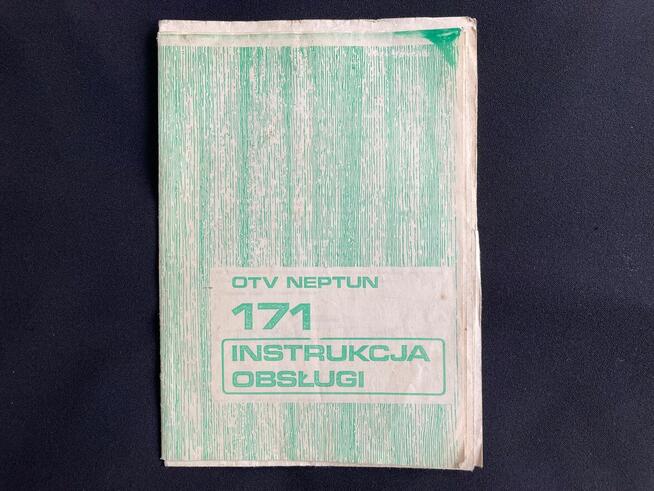 OTV NEPTUN
171
INSTRUKCJA
OBSŁUGI